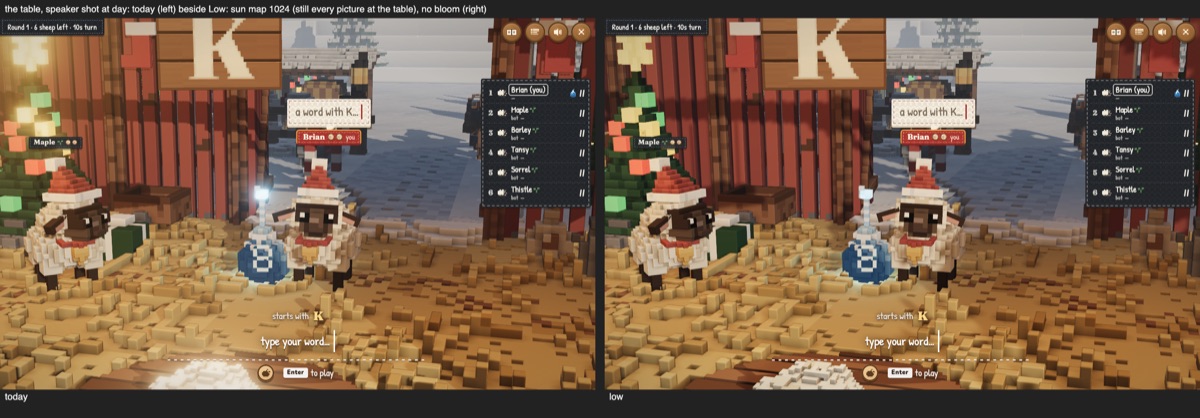 the table, speaker shot at day: today (left) beside Low: sun map 1024 (still every picture at the table), no bloom (right)
Round 1 · 6 sheep left · 10s turn
K
1 Brian (you)
a word with K...
2 Maple
bot —
Brian you
3 Barley
bot —
Maple
4 Tansy
bot —
5 Sorrel
bot —
6 Thistle
bot —
8
starts with K
type your word...
Enter to play
today
Round 1 · 6 sheep left · 10s turn
K
1 Brian (you)
a word with K...
2 Maple
bot —
Brian you
3 Barley
bot —
Maple
4 Tansy
bot —
5 Sorrel
bot —
6 Thistle
bot —
8
starts with K
type your word...
Enter to play
low